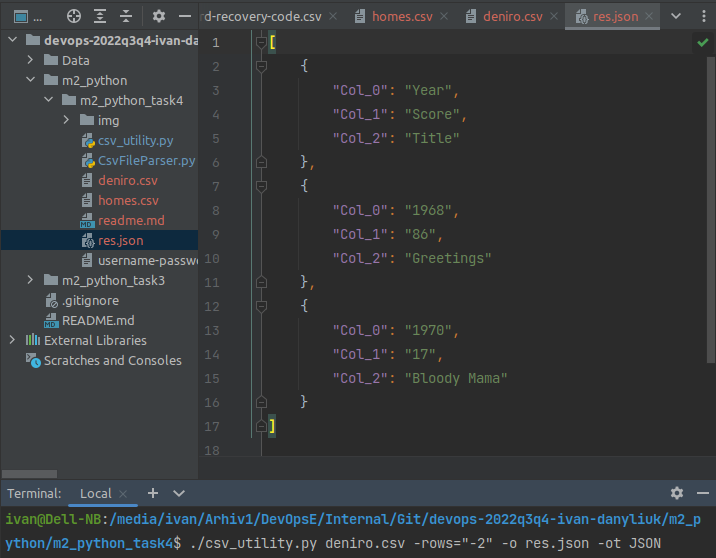 ...
rd-recovery-code.csv
homes.csv
deniro.csv
res.json
devops-2022q3q4-ivan-da
Data
m2_python
m2_python_task4
img
csv_utility.py
CsvFileParser.py
deniro.csv
homes.csv
readme.md
res.json
username-passw
m2_python_task3
.gitignore
README.md
External Libraries
Scratches and Consoles
1 [
2 {
3 "Col_0": "Year",
4 "Col_1": "Score",
5 "Col_2": "Title"
6 },
7 {
8 "Col_0": "1968",
9 "Col_1": "86",
10 "Col_2": "Greetings"
11 },
12 {
13 "Col_0": "1970",
14 "Col_1": "17",
15 "Col_2": "Bloody Mama"
16 }
17 ]
18
Terminal: Local
ivan@Dell-NB:/media/ivan/Arhiv1/DevOpsE/Internal/Git/devops-2022q3q4-ivan-danyliuk/m2_p
ython/m2_python_task4$ ./csv_utility.py deniro.csv -rows="-2" -o res.json -ot JSON